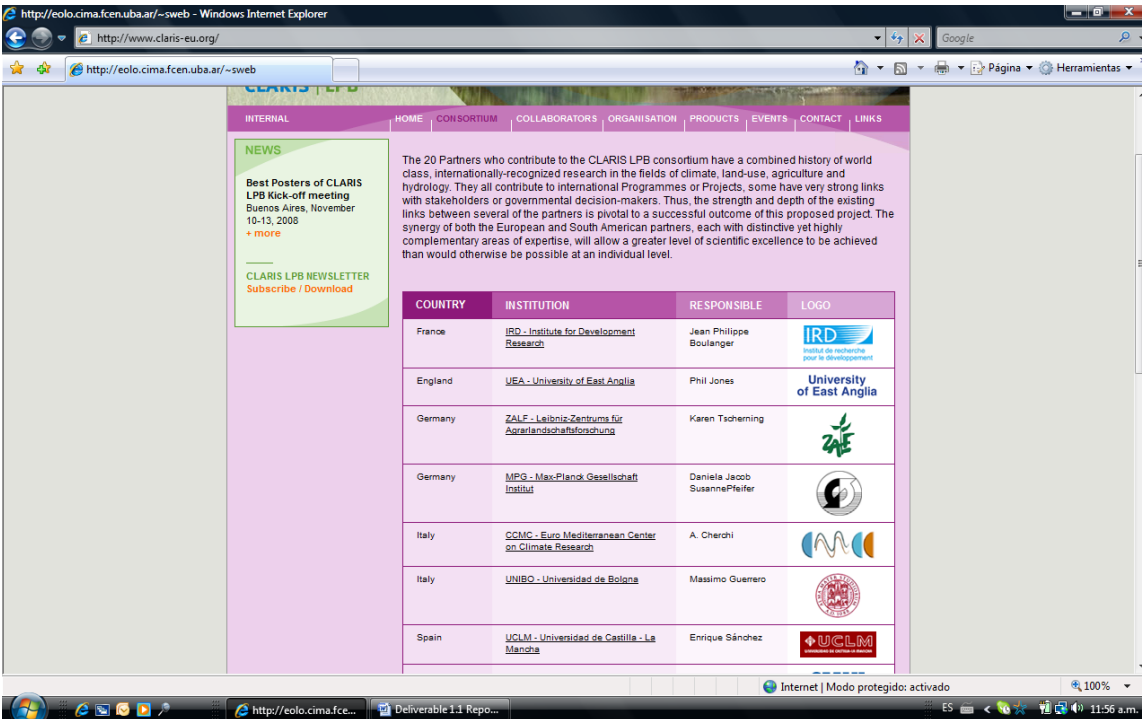 http://eolo.cima.fcen.uba.ar/~sweb - Windows Internet Explorer
http://www.claris-eu.org/
Google
http://eolo.cima.fcen.uba.ar/~sweb
Página
Herramientas
CLARIS | LPB
INTERNAL
HOME CONSORTIUM COLLABORATORS ORGANISATION PRODUCTS EVENTS CONTACT LINKS
NEWS
Best Posters of CLARIS
LPB Kick-off meeting
Buenos Aires, November
10-13, 2008
+ more
CLARIS LPB NEWSLETTER
Subscribe / Download
The 20 Partners who contribute to the CLARIS LPB consortium have a combined history of world
class, internationally-recognized research in the fields of climate, land-use, agriculture and
hydrology. They all contribute to international Programmes or Projects, some have very strong links
with stakeholders or governmental decision-makers. Thus, the strength and depth of the existing
links between several of the partners is pivotal to a successful outcome of this proposed project. The
synergy of both the European and South American partners, each with distinctive yet highly
complementary areas of expertise, will allow a greater level of scientific excellence to be achieved
than would otherwise be possible at an individual level.
COUNTRY INSTITUTION RESPONSIBLE LOGO
France IRD - Institute for Development Jean Philippe IRD
Research Boulanger
Institut de recherche
pour le développement
England UEA - University of East Anglia Phil Jones University
of East Anglia
Germany ZALF - Leibniz-Zentrums für Karen Tscherning
Agrarlandschaftsforschung
ZALF
Germany MPG - Max-Planck Gesellschaft Daniela Jacob
Institut SusannePfeifer
Italy CCMC - Euro Mediterranean Center A. Cherchi
on Climate Research
Italy UNIBO - Universidad de Bolgna Massimo Guerrero
Spain UCLM - Universidad de Castilla - La Enrique Sánchez UCLM
Mancha
UNIVERSIDAD DE CASTILLA-LA MANCHA
Internet | Modo protegido: activado
100%
http://eolo.cima.fce...
Deliverable 1.1 Repo...
ES
11:56 a.m.